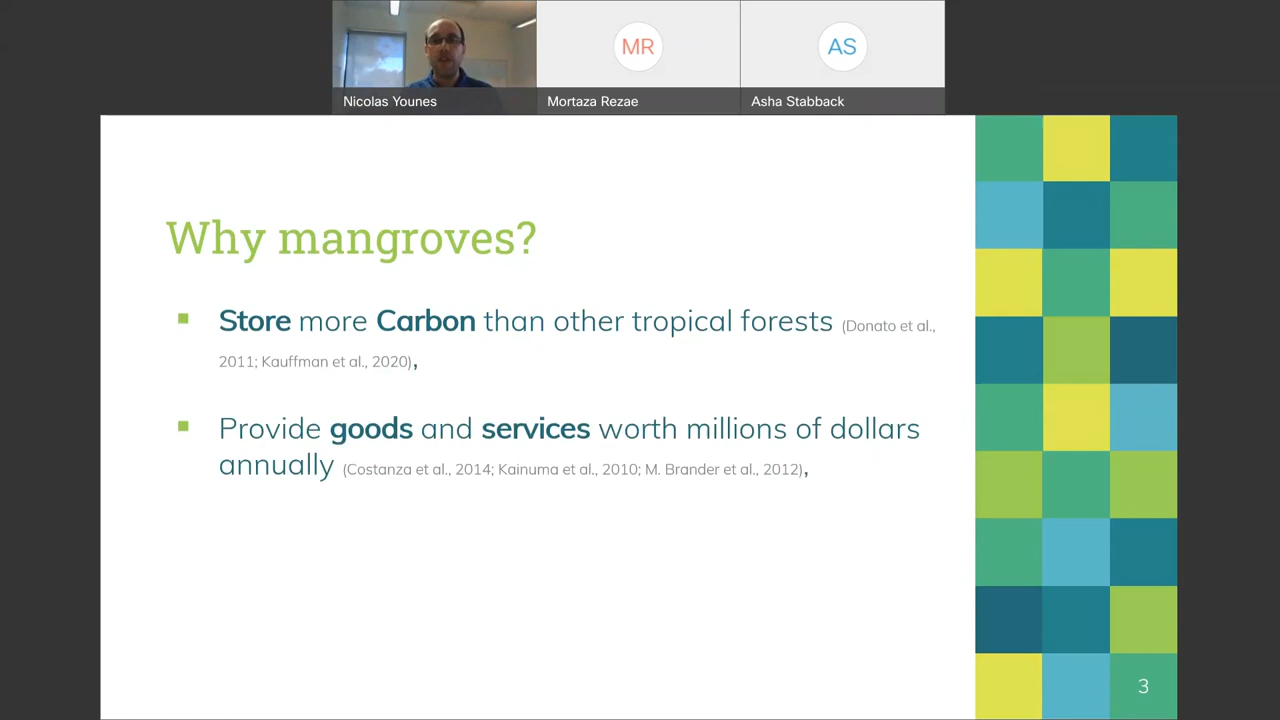 MR
AS
Nicolas Younes
Mortaza Rezae
Asha Stabback
Why mangroves?
▪ Store more Carbon than other tropical forests (Donato et al.,
2011; Kauffman et al., 2020),
▪ Provide goods and services worth millions of dollars
annually (Costanza et al., 2014; Kainuma et al., 2010; M. Brander et al., 2012),
3